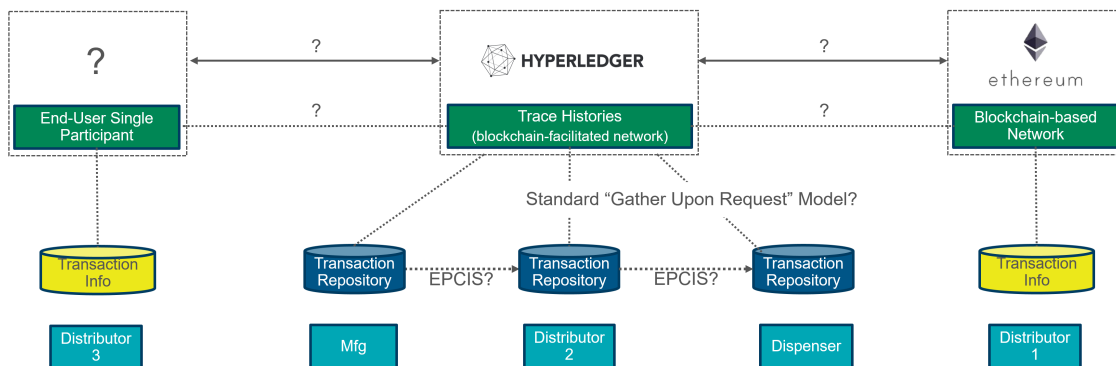 ?
?
?
HYPERLEDGER
ethereum
End-User Single
Participant
?
Trace Histories
(blockchain-facilitated network)
?
Blockchain-based
Network
Standard “Gather Upon Request” Model?
Transaction
Info
Transaction
Repository
EPCIS?
Transaction
Repository
EPCIS?
Transaction
Repository
Transaction
Info
Distributor
3
Mfg
Distributor
2
Dispenser
Distributor
1